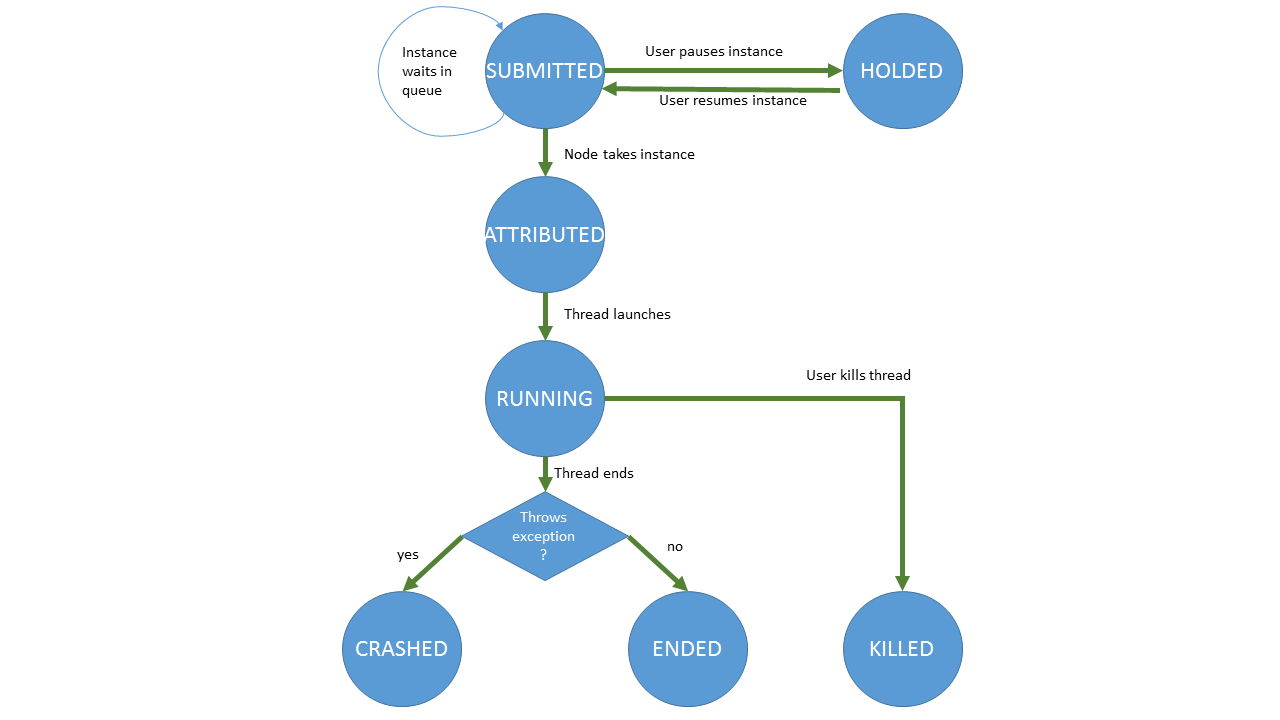 Instance
waits in
queue
SUBMITTED
User pauses instance
HOLDED
User resumes instance
Node takes instance
ATTRIBUTED
Thread launches
RUNNING
User kills thread
Thread ends
Throws
exception
?
yes
no
CRASHED
ENDED
KILLED